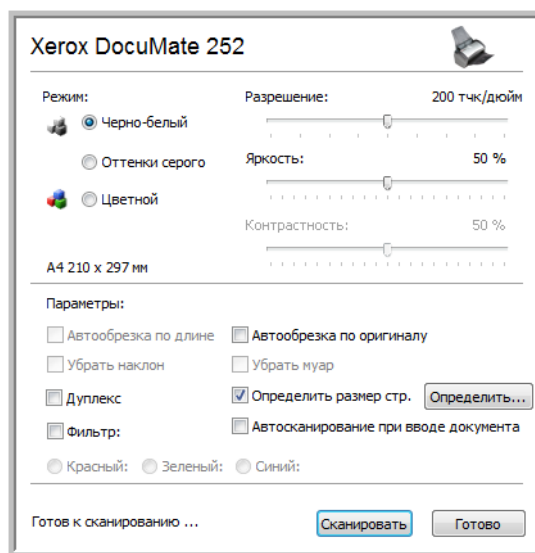 Xerox DocuMate 252
Режим:
Разрешение: 200 тчк/дюйм
Черно-белый
Оттенки серого
Яркость: 50 %
Цветной
Контрастность: 50 %
A4 210 x 297 мм
Параметры:
Автообрезка по длине Автообрезка по оригиналу
Убрать наклон Убрать муар
Дуплекс Определить размер стр. Определить...
Фильтр: Автосканирование при вводе документа
Красный: Зеленый: Синий:
Готов к сканированию ... Сканировать Готово